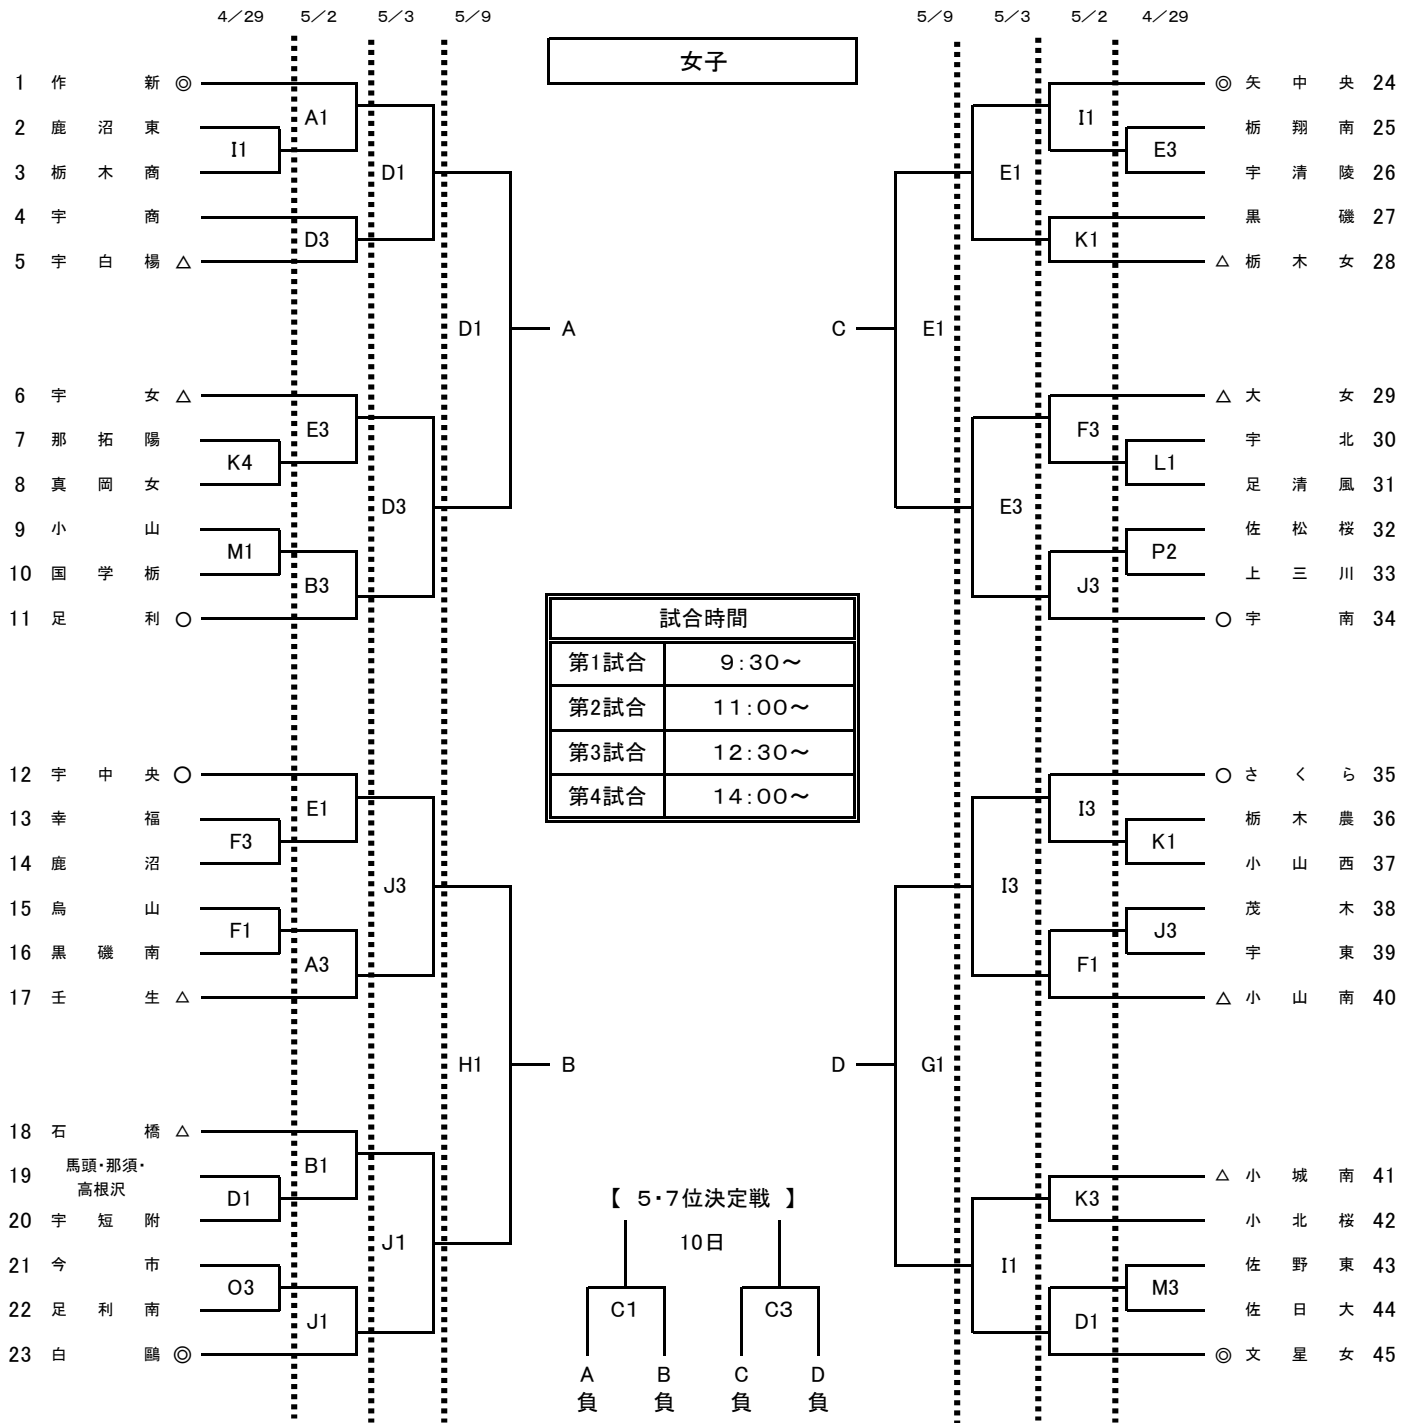 4／29 5／2 5／3 5／9 5／9 5／3 5／2 4／29
女子
1 作 新 ◎
2 鹿 沼 東
3 栃 木 商
4 宇 商
5 宇 白 楊 △
6 宇 女 △
7 那 拓 陽
8 真 岡 女
9 小 山
10 国 学 栃
11 足 利 ○
12 宇 中 央 ○
13 幸 福
14 鹿 沼
15 烏 山
16 黒 磯 南
17 壬 生 △
18 石 橋 △
19 馬頭・那須・
高根沢
20 宇 短 附
21 今 市
22 足 利 南
23 白 鷗 ◎
I1
K4
M1
F3
F1
D1
O3
A1
D3
E3
B3
E1
A3
B1
J1
D1
D3
J3
J1
D1
H1
A
B
試合時間
第1試合 9：30～
第2試合 11：00～
第3試合 12：30～
第4試合 14：00～
【 5・7位決定戦 】
10日
C1 C3
A B C D
負 負 負 負
C
D
E1
G1
E1
E3
I3
I1
I1
K1
F3
J3
I3
F1
K3
D1
E3
L1
P2
K1
J3
M3
◎ 矢 中 央 24
栃 翔 南 25
宇 清 陵 26
黒 磯 27
△ 栃 木 女 28
△ 大 女 29
宇 北 30
足 清 風 31
佐 松 桜 32
上 三 川 33
○ 宇 南 34
○ さ く ら 35
栃 木 農 36
小 山 西 37
茂 木 38
宇 東 39
△ 小 山 南 40
△ 小 城 南 41
小 北 桜 42
佐 野 東 43
佐 日 大 44
◎ 文 星 女 45